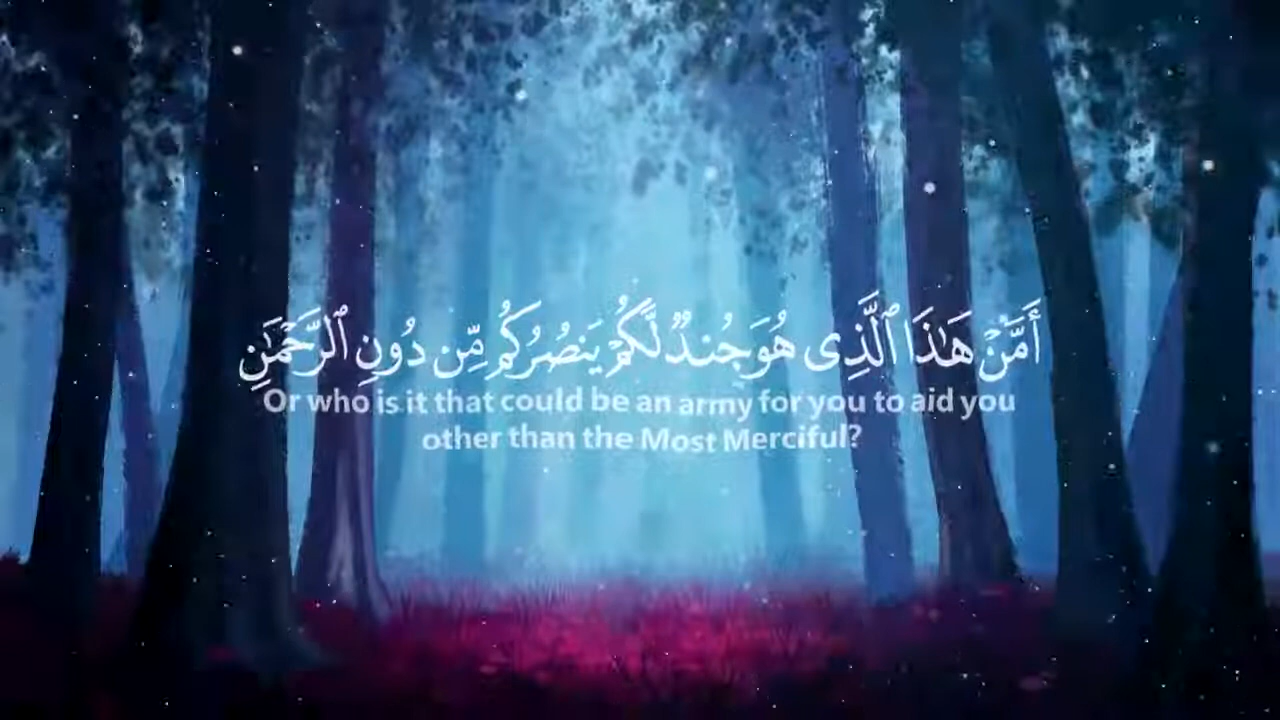 أَمَّنْ هَٰذَا ٱلَّذِى هُوَ جُندٌ لَّكُمْ يَنصُرُكُم مِّن دُونِ ٱلرَّحْمَٰنِ
Or who is it that could be an army for you to aid you
other than the Most Merciful?